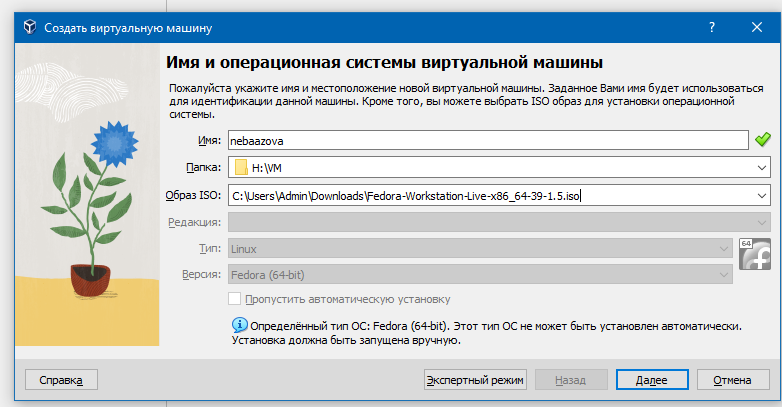 Создать виртуальную машину
Имя и операционная системы виртуальной машины
Пожалуйста укажите имя и местоположение новой виртуальной машины. Заданное Вами имя будет использоваться
для идентификации данной машины. Кроме того, вы можете выбрать ISO образ для установки операционной
системы.
Имя: nebaazova
Папка: H:\VM
Образ ISO: C:\Users\Admin\Downloads\Fedora-Workstation-Live-x86_64-39-1.5.iso
Редакция:
Тип: Linux
64
Версия: Fedora (64-bit)
Пропустить автоматическую установку
Определённый тип ОС: Fedora (64-bit). Этот тип ОС не может быть установлен автоматически.
Установка должна быть запущена вручную.
Справка Экспертный режим Назад Далее Отмена